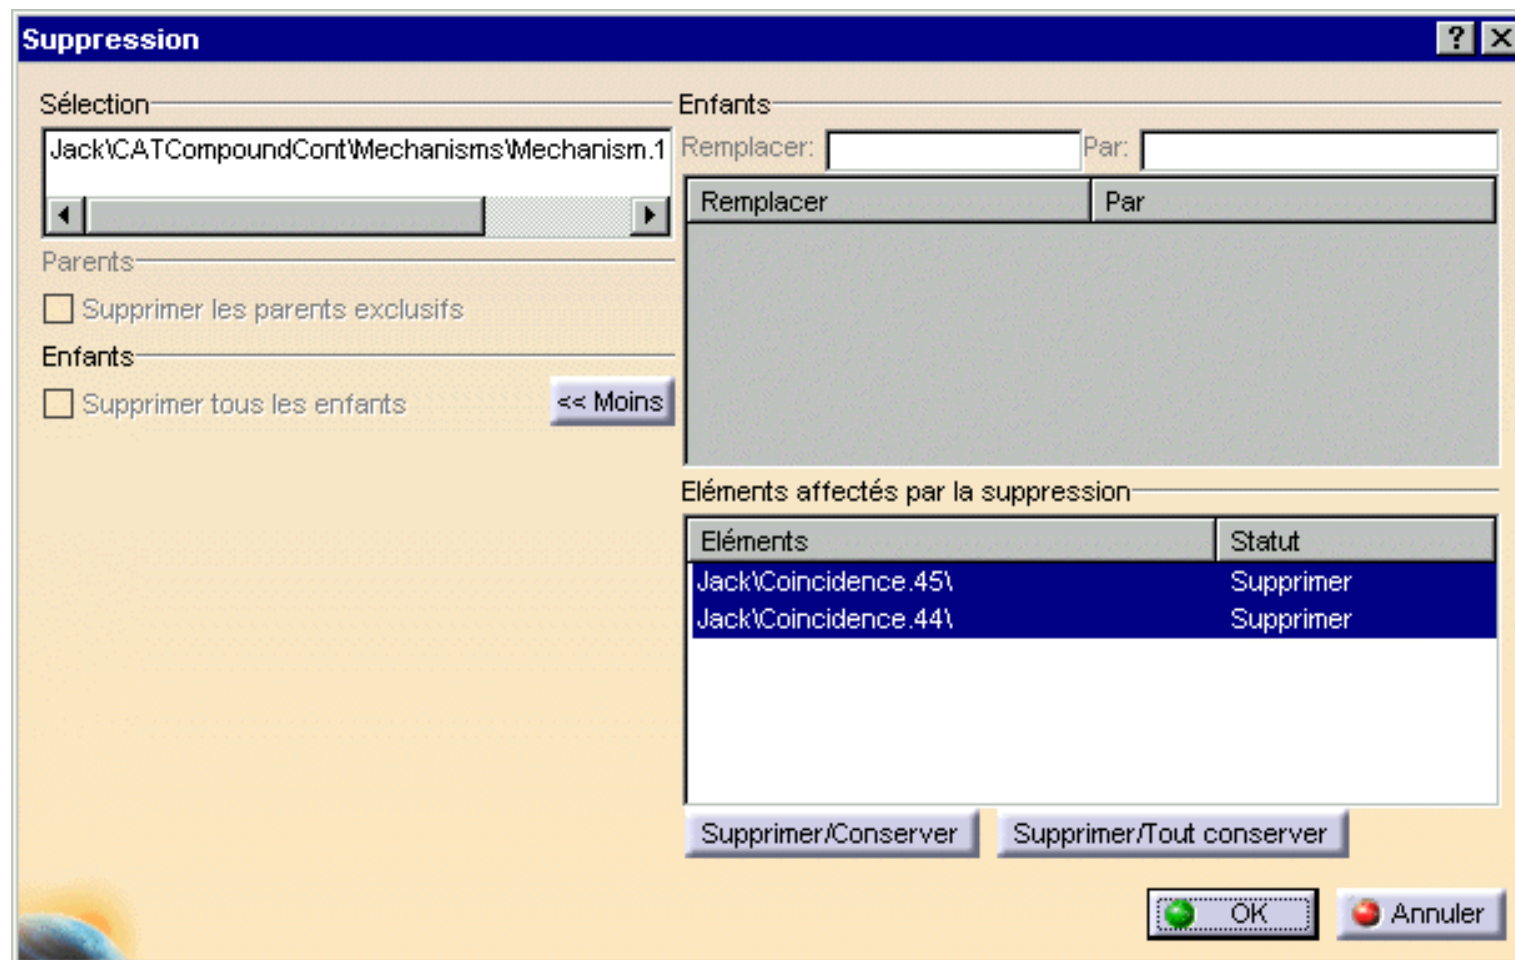 Suppression
Sélection
Jack\CATCompoundCont\Mechanisms\Mechanism.1
Parents
Supprimer les parents exclusifs
Enfants
Supprimer tous les enfants
<< Moins
Enfants
Remplacer: Par:
Remplacer Par
Eléments affectés par la suppression
Eléments Statut
Jack\Coincidence.45\ Supprimer
Jack\Coincidence.44\ Supprimer
Supprimer/Conserver Supprimer/Tout conserver
OK Annuler